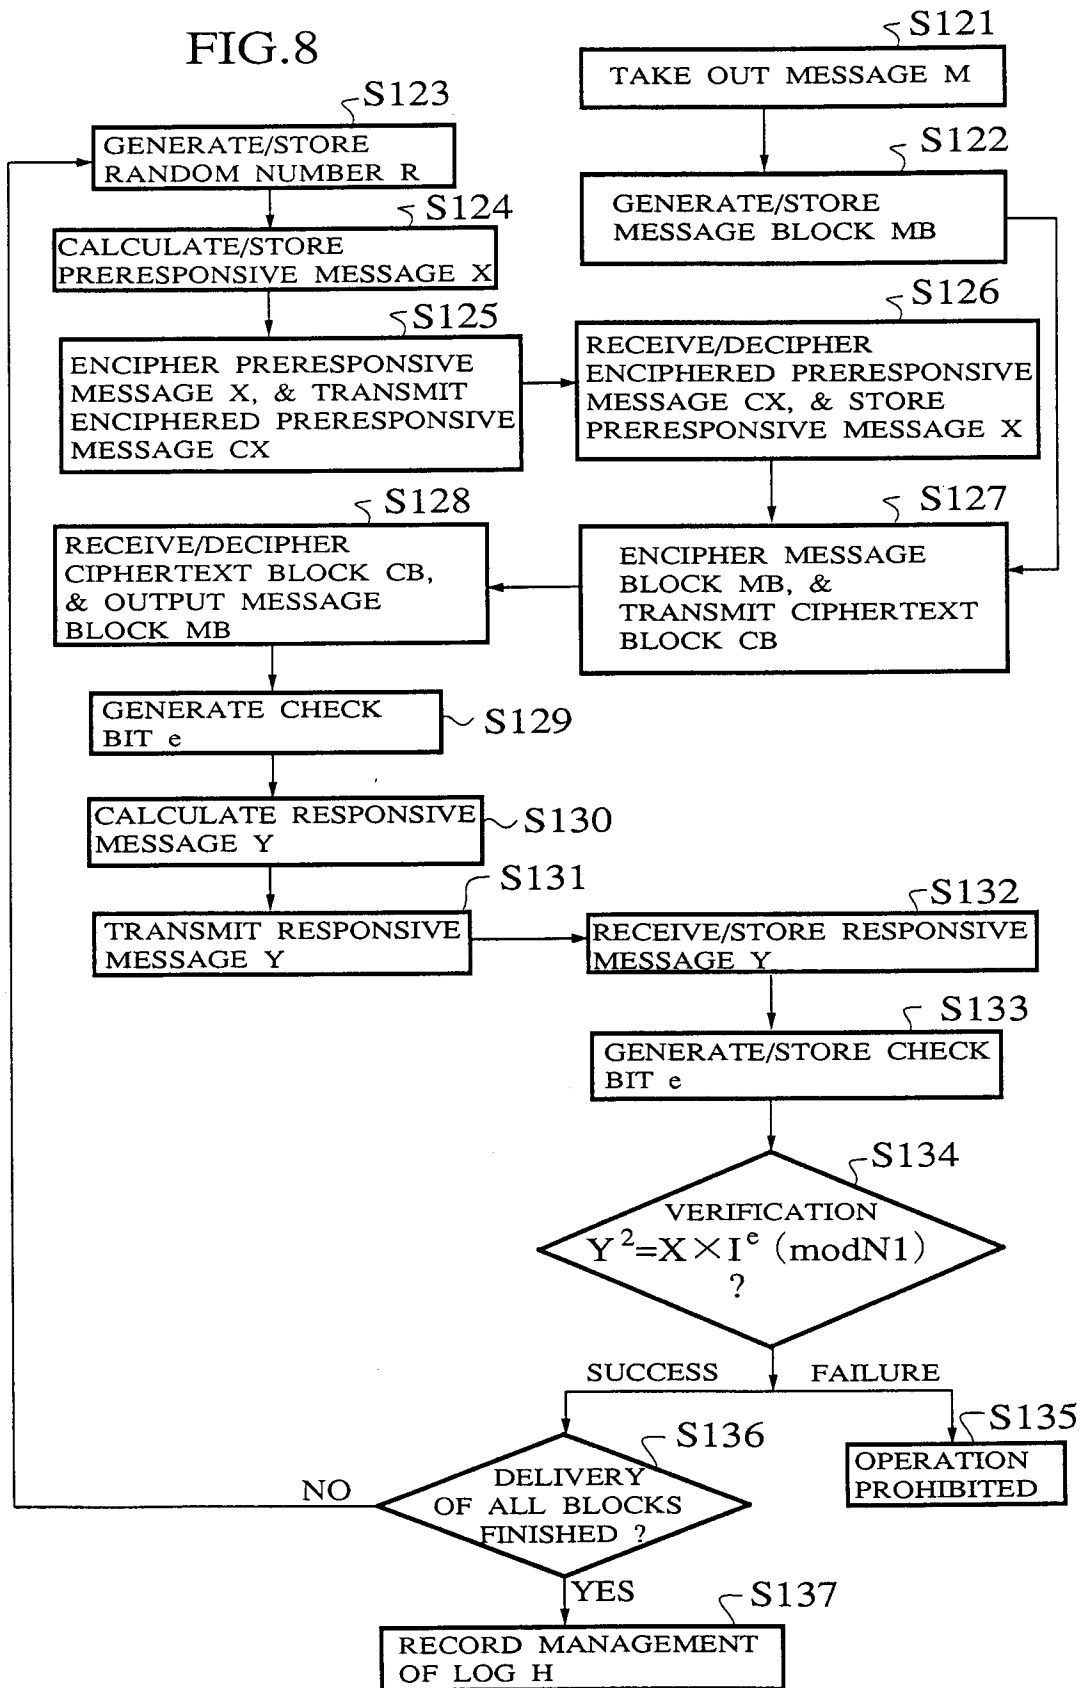 FIG.8
S121
TAKE OUT MESSAGE M
S122
GENERATE/STORE
MESSAGE BLOCK MB
S123
GENERATE/STORE
RANDOM NUMBER R
S124
CALCULATE/STORE
PRERESPONSIVE MESSAGE X
S125
ENCIPHER PRERESPONSIVE
MESSAGE X, & TRANSMIT
ENCIPHERED PRERESPONSIVE
MESSAGE CX
S126
RECEIVE/DECIPHER
ENCIPHERED PRERESPONSIVE
MESSAGE CX, & STORE
PRERESPONSIVE MESSAGE X
S127
ENCIPHER MESSAGE
BLOCK MB, &
TRANSMIT CIPHERTEXT
BLOCK CB
S128
RECEIVE/DECIPHER
CIPHERTEXT BLOCK CB,
& OUTPUT MESSAGE
BLOCK MB
S129
GENERATE CHECK
BIT e
S130
CALCULATE RESPONSIVE
MESSAGE Y
S131
TRANSMIT RESPONSIVE
MESSAGE Y
S132
RECEIVE/STORE RESPONSIVE
MESSAGE Y
S133
GENERATE/STORE CHECK
BIT e
S134
VERIFICATION
Y²=X×Iᵉ (modN1)
?
SUCCESS
FAILURE
S135
OPERATION
PROHIBITED
S136
DELIVERY
OF ALL BLOCKS
FINISHED ?
NO
YES
S137
RECORD MANAGEMENT
OF LOG H